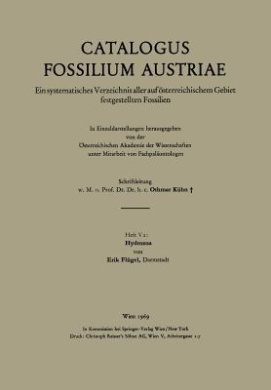 CATALOGUS
FOSSILIUM AUSTRIAE
Ein systematisches Verzeichnis aller auf österreichischem Gebiet
festgestellten Fossilien
In Einzeldarstellungen herausgegeben
von der
Österreichischen Akademie der Wissenschaften
unter Mitarbeit von Fachpaläontologen
Schriftleitung
w. M. Prof. Dr. Dr. h. c. Othmar Kühn †
Heft V
Hydrozoa
von
Erik Flügel, Darmstadt
Wien 1969
In Kommission bei Springer-Verlag Wien/New York
Druck: Christoph Reisser's Söhne AG, Wien V, Arbeitergasse 1-7